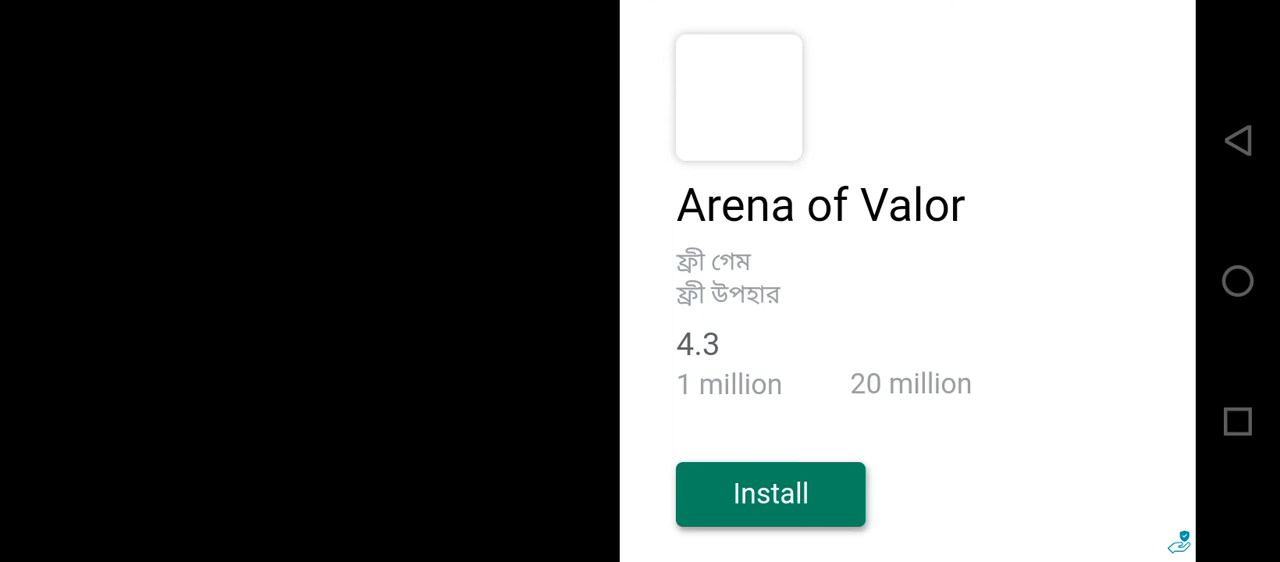 Arena of Valor
ফ্রী গেম
ফ্রী উপহার
4.3
1 million 20 million
Install